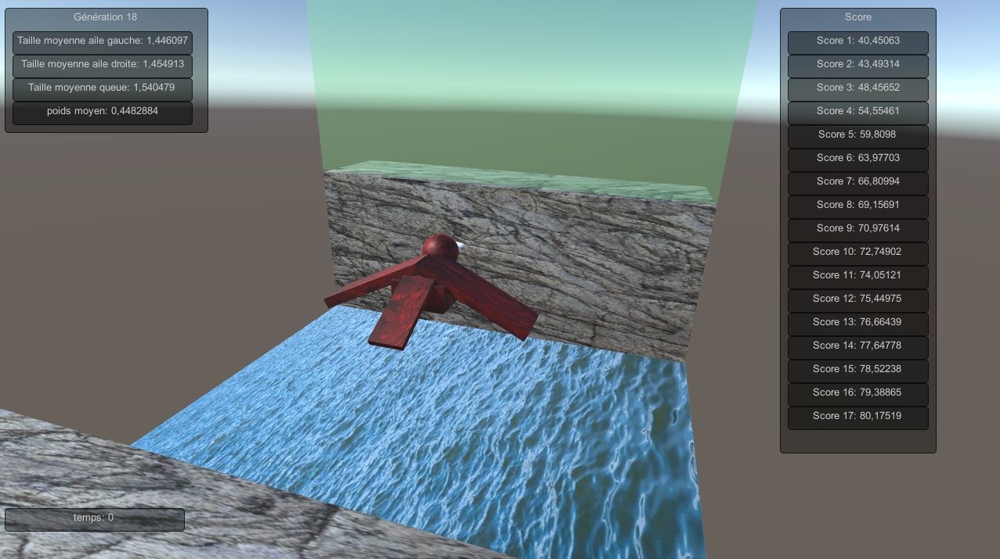 Génération 18
Taille moyenne aile gauche: 1,446097
Taille moyenne aile droite: 1,454913
Taille moyenne queue: 1,540479
poids moyen: 0,4482884
Score
Score 1: 40,45063
Score 2: 43,49314
Score 3: 48,45652
Score 4: 54,55461
Score 5: 59,8098
Score 6: 63,97703
Score 7: 66,80994
Score 8: 69,15691
Score 9: 70,97614
Score 10: 72,74902
Score 11: 74,05121
Score 12: 75,44975
Score 13: 76,66439
Score 14: 77,64778
Score 15: 78,52238
Score 16: 79,38865
Score 17: 80,17519
temps: 0